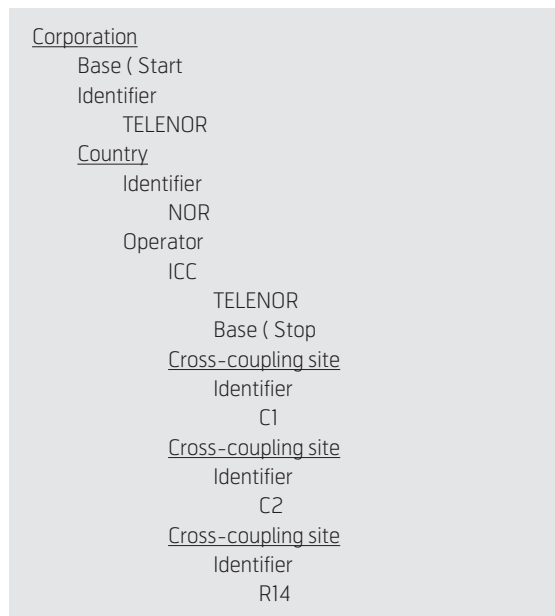 Corporation
Base ( Start
Identifier
TELENOR
Country
Identifier
NOR
Operator
ICC
TELENOR
Base ( Stop
Cross-coupling site
Identifier
C1
Cross-coupling site
Identifier
C2
Cross-coupling site
Identifier
R14